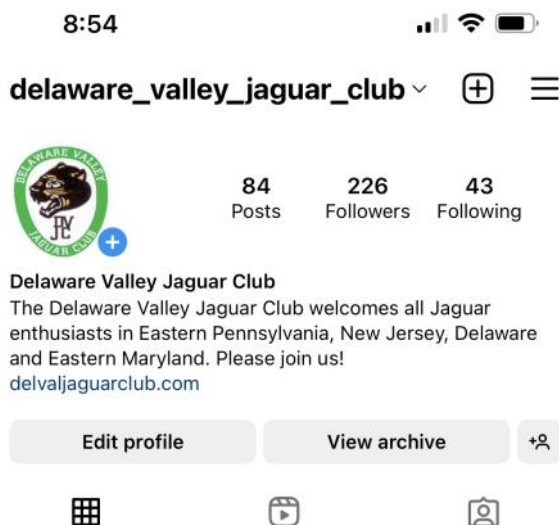 8:54
delaware_valley_jaguar_club
DELAWARE VALLEY
JAGUAR CLUB
84 226 43
Posts Followers Following
Delaware Valley Jaguar Club
The Delaware Valley Jaguar Club welcomes all Jaguar
enthusiasts in Eastern Pennsylvania, New Jersey, Delaware
and Eastern Maryland. Please join us!
delvaljaguarclub.com
Edit profile View archive